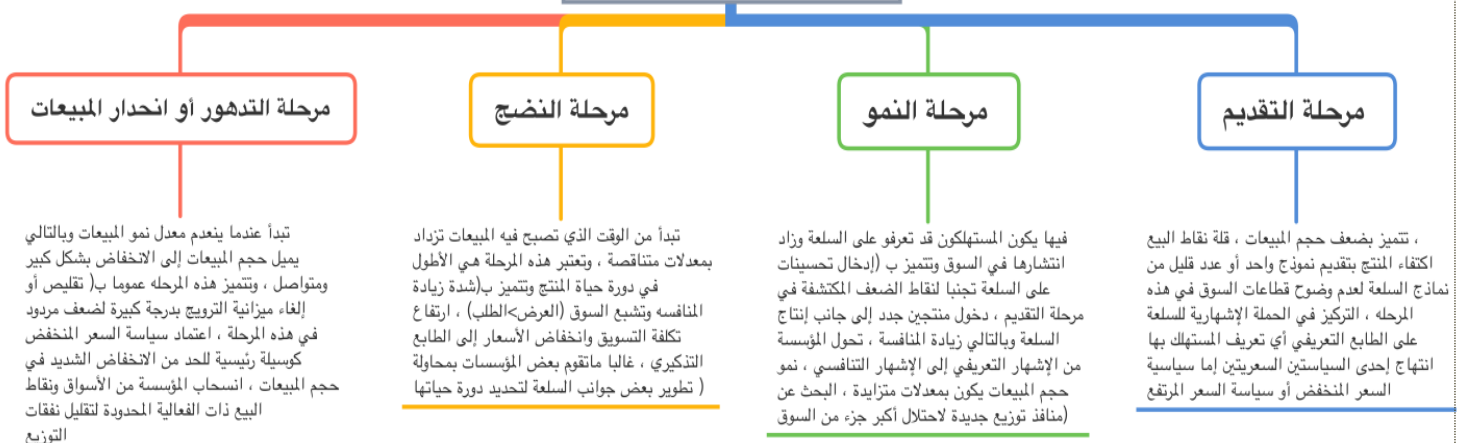 مرحلة التقديم
، تتميز بضعف حجم المبيعات ، قلة نقاط البيع
اكتفاء المنتج بتقديم نموذج واحد أو عدد قليل من
نماذج السلعة لعدم وضوح قطاعات السوق في هذه
المرحله ، التركيز في الحملة الإشهارية للسلعة
على الطابع التعريفي أي تعريف المستهلك بها
انتهاج إحدى السياستين السعريتين إما سياسية
السعر المنخفض أو سياسة السعر المرتفع
مرحلة النمو
فيها يكون المستهلكون قد تعرفو على السلعة وزاد
انتشارها في السوق وتتميز ب (إدخال تحسينات
على السلعة تجنبا لنقاط الضعف المكتشفة في
مرحلة التقديم ، دخول منتجين جدد إلى جانب إنتاج
السلعة وبالتالي زيادة المنافسة ، تحول المؤسسة
من الإشهار التعريفي إلى الإشهار التنافسي ، نمو
حجم المبيعات يكون بمعدلات متزايدة ، البحث عن
(منافذ توزيع جديدة لاحتلال أكبر جزء من السوق
مرحلة النضج
تبدأ من الوقت الذي تصبح فيه المبيعات تزداد
بمعدلات متناقصة ، وتعتبر هذه المرحلة هي الأطول
في دورة حياة المنتج وتتميز ب(شدة زيادة
المنافسه وتشبع السوق (العرض>الطلب) ، ارتفاع
تكلفة التسويق وانخفاض الأسعار إلى الطابع
التذكيري ، غالبا ماتقوم بعض المؤسسات بمحاولة
( تطوير بعض جوانب السلعة لتحديد دورة حياتها
مرحلة التدهور أو انحدار المبيعات
تبدأ عندما ينعدم معدل نمو المبيعات وبالتالي
يميل حجم المبيعات إلى الانخفاض بشكل كبير
ومتواصل ، وتتميز هذه المرحله عموما ب( تقليص أو
إلغاء ميزانية الترويج بدرجة كبيرة لضعف مردود
في هذه المرحلة ، اعتماد سياسة السعر المنخفض
كوسيلة رئيسية للحد من الانخفاض الشديد في
حجم المبيعات ، انسحاب المؤسسة من الأسواق ونقاط
البيع ذات الفعالية المحدودة لتقليل نفقات
التوزيع